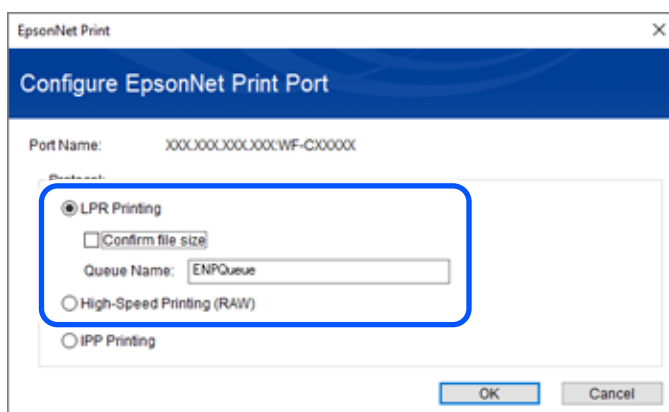 EpsonNet Print
Configure EpsonNet Print Port
Port Name: XXX.XXX.XXX.XXX:WF-CXXXXX
Protocol:
LPR Printing
Confirm file size
Queue Name: ENPQueue
High-Speed Printing (RAW)
IPP Printing
OK Cancel